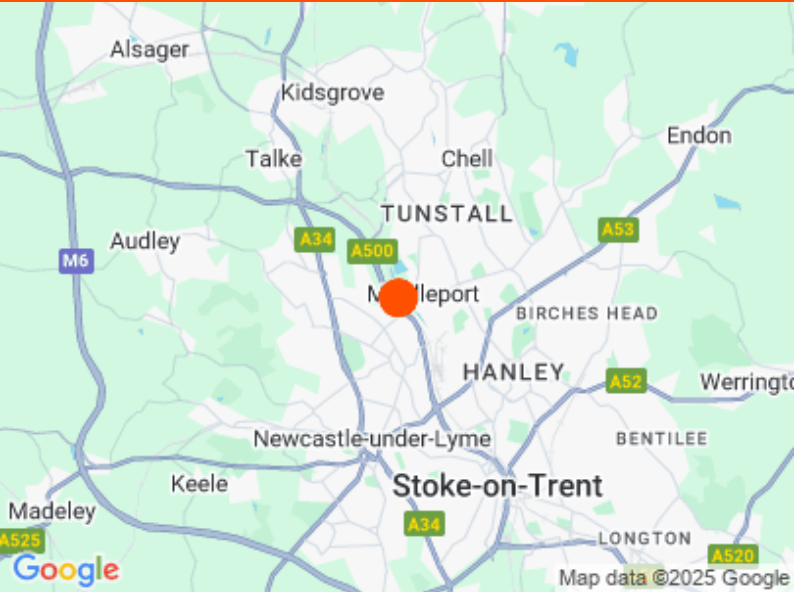 Alsager
Kidsgrove
Endon
Talke
Chell
TUNSTALL
A53
A34
Audley
A500
M6
leport
BIRCHES HEAD
HANLEY
A52
Werringto
Newcastle-under-Lyme
BENTILEE
Keele
Stoke-on-Trent
Madeley
A34
A525
LONGTON
A520
Google
Map data ©2025 Google